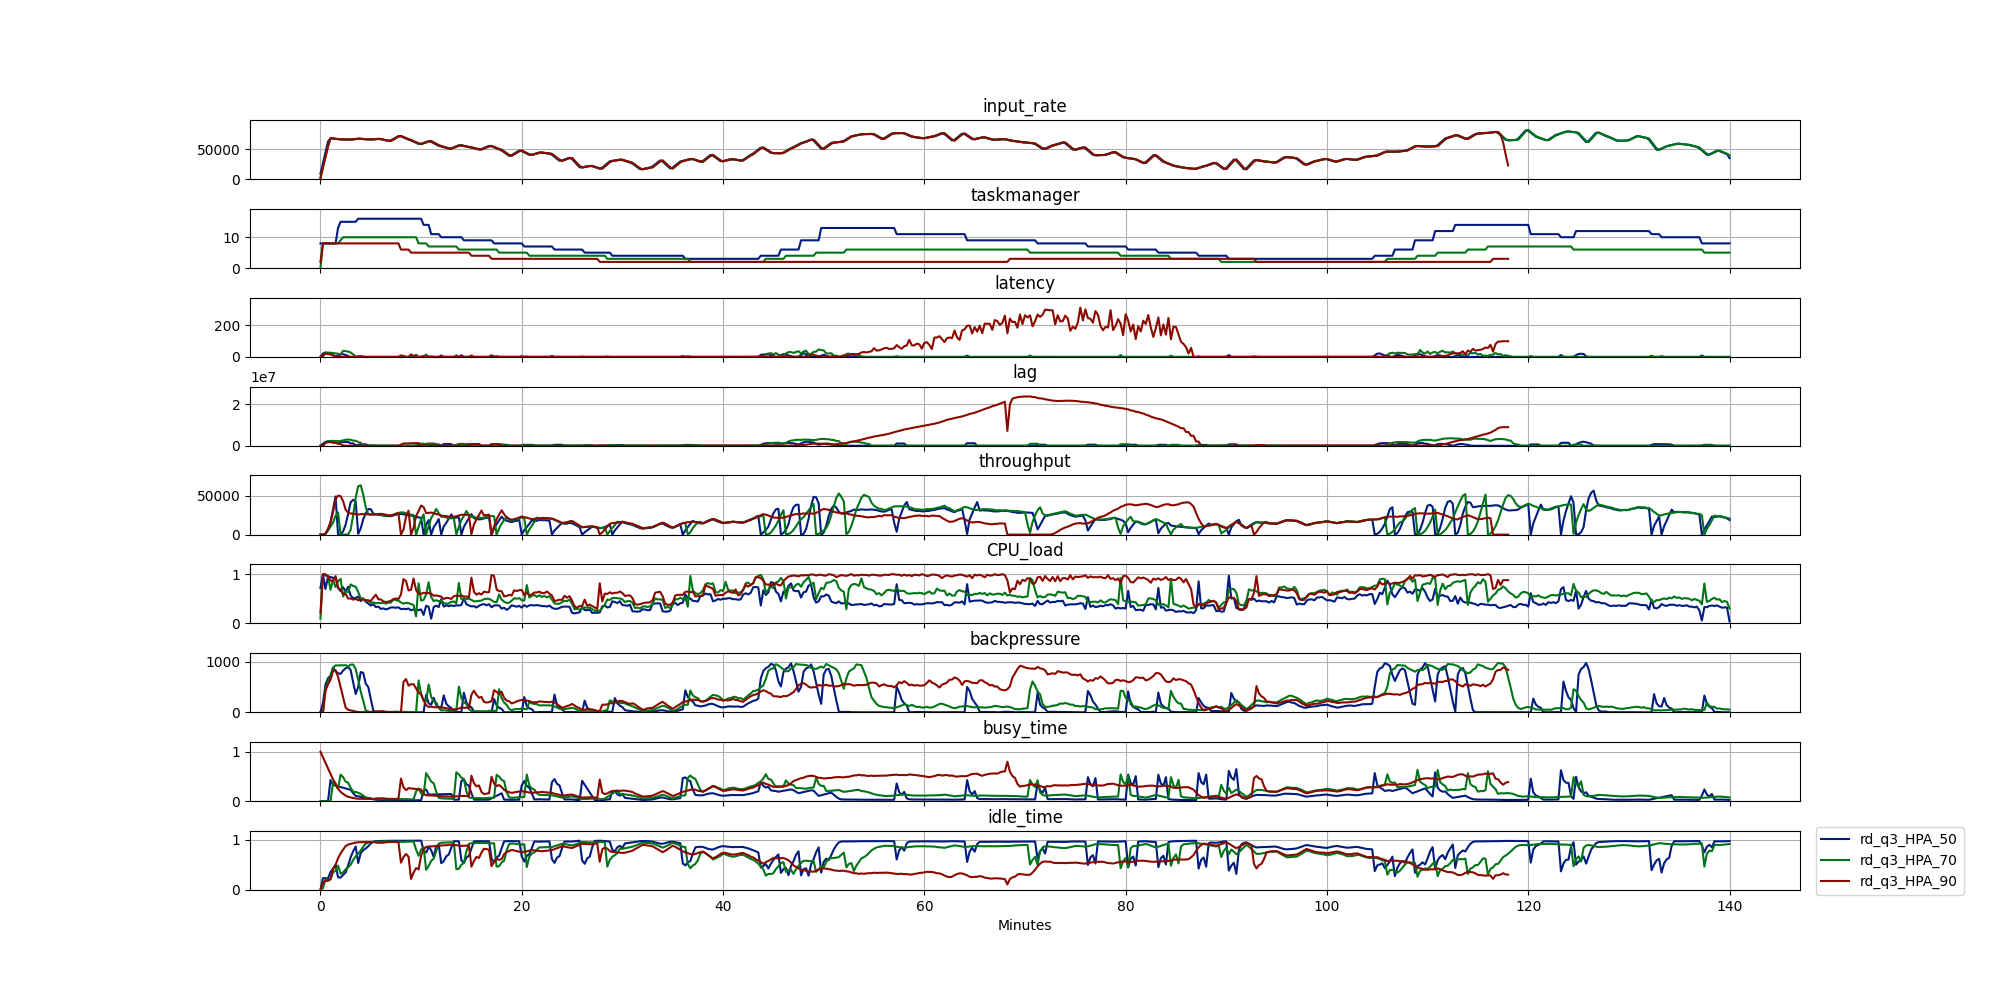 input_rate
50000
0
taskmanager
10
0
latency
200
0
1e7
lag
2
0
throughput
50000
0
CPU_load
1
0
backpressure
1000
0
busy_time
1
0
idle_time
1
0
0 20 40 60 80 100 120 140
Minutes
rd_q3_HPA_50
rd_q3_HPA_70
rd_q3_HPA_90